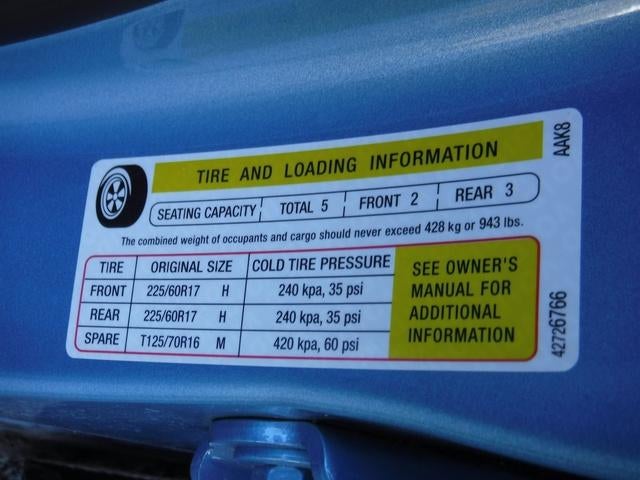 TIRE AND LOADING INFORMATION
SEATING CAPACITY TOTAL 5 FRONT 2 REAR 3
The combined weight of occupants and cargo should never exceed 428 kg or 943 lbs.
TIRE ORIGINAL SIZE COLD TIRE PRESSURE
FRONT 225/60R17 H 240 kpa, 35 psi
REAR 225/60R17 H 240 kpa, 35 psi
SPARE T125/70R16 M 420 kpa, 60 psi
SEE OWNER'S
MANUAL FOR
ADDITIONAL
INFORMATION
AAK8
42726766